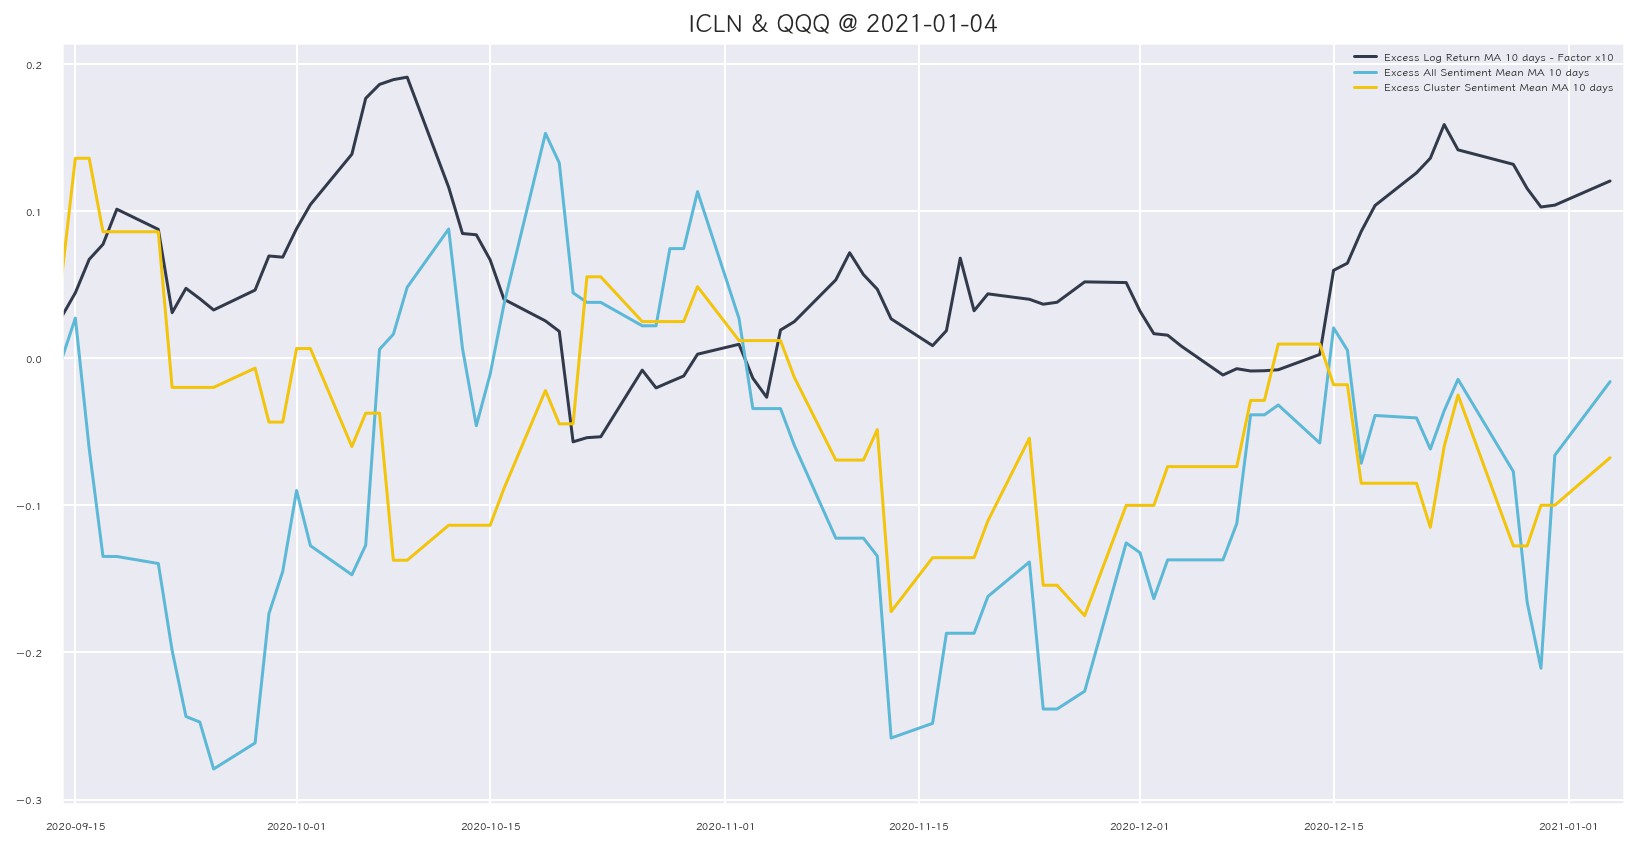 ICLN & QQQ @ 2021-01-04
Excess Log Return MA 10 days - Factor x10
Excess All Sentiment Mean MA 10 days
Excess Cluster Sentiment Mean MA 10 days
0.2
0.1
0.0
−0.1
−0.2
−0.3
2020-09-15 2020-10-01 2020-10-15 2020-11-01 2020-11-15 2020-12-01 2020-12-15 2021-01-01